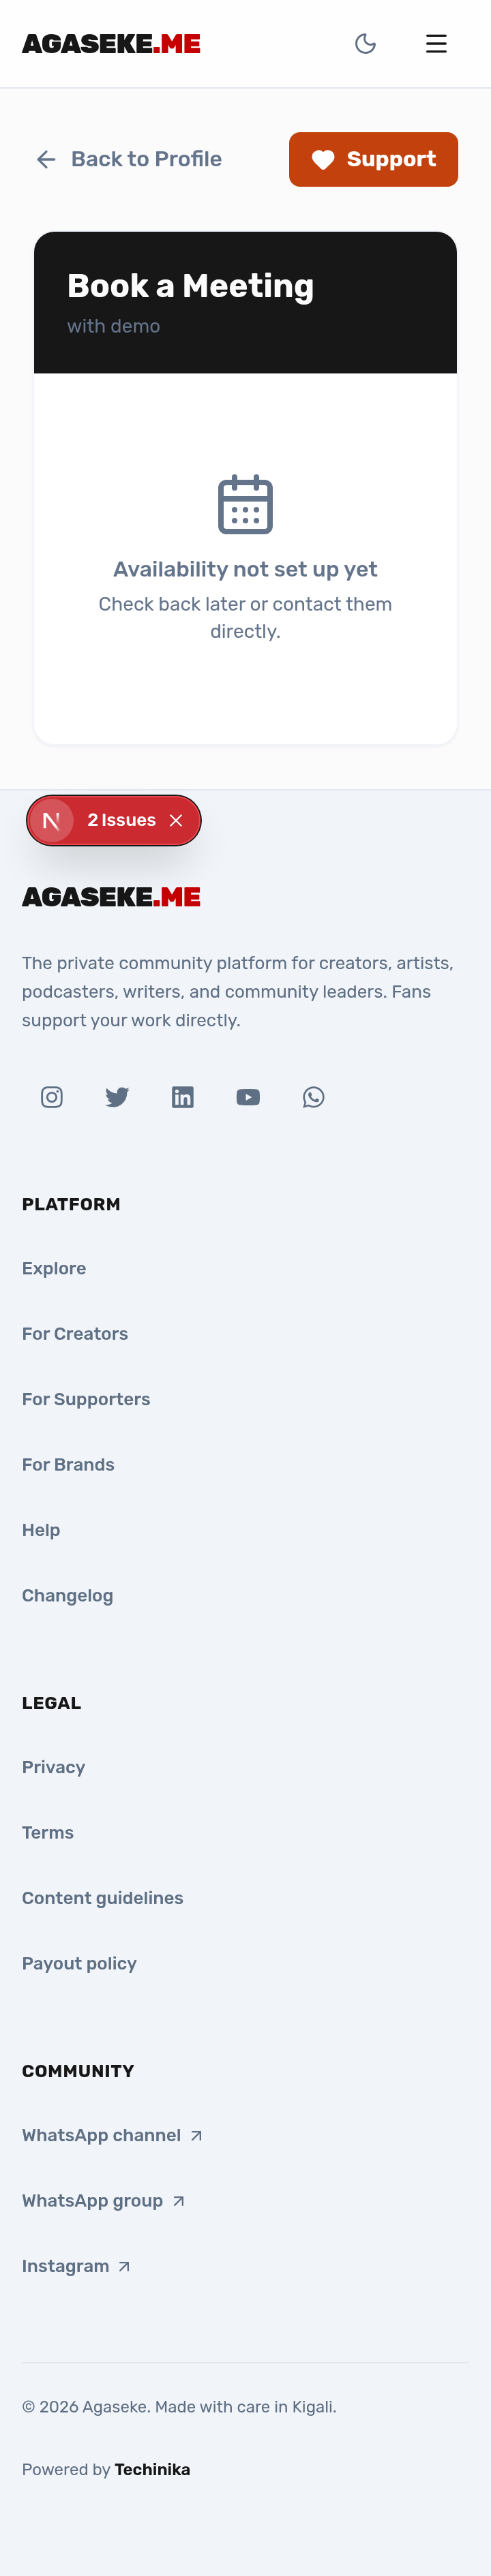 AGASEKE.ME
Back to Profile
Support
Book a Meeting
with demo
Availability not set up yet
Check back later or contact them
directly.
N
2 Issues
AGASEKE.ME
The private community platform for creators, artists,
podcasters, writers, and community leaders. Fans
support your work directly.
PLATFORM
Explore
For Creators
For Supporters
For Brands
Help
Changelog
LEGAL
Privacy
Terms
Content guidelines
Payout policy
COMMUNITY
WhatsApp channel
WhatsApp group
Instagram
© 2026 Agaseke. Made with care in Kigali.
Powered by Techinika